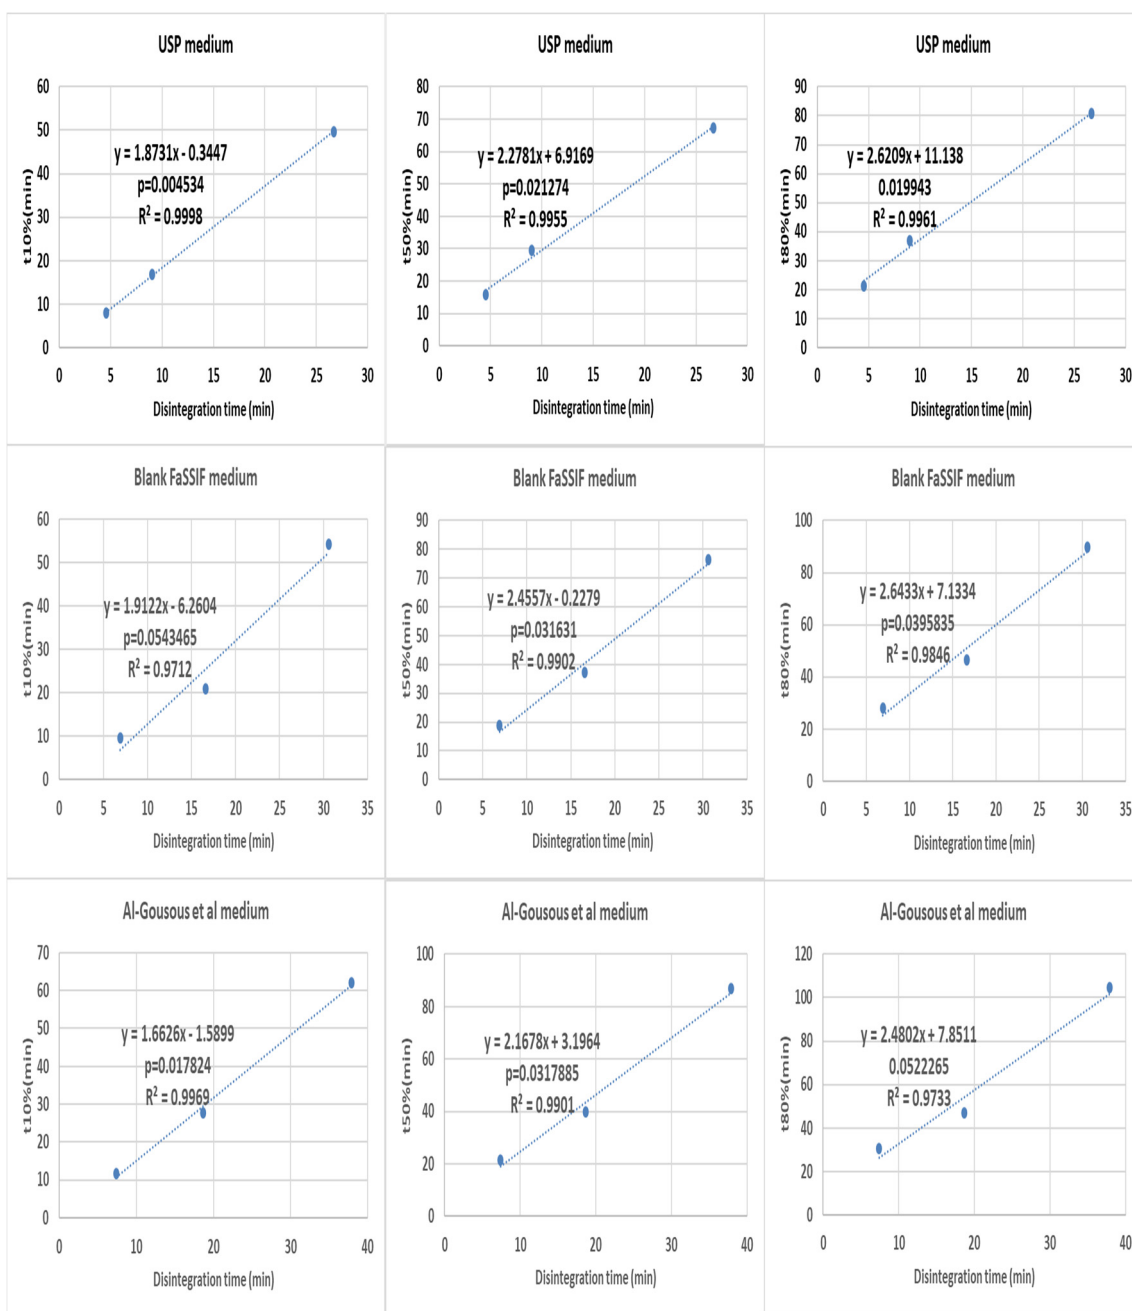 USP medium
60
50
40
30
20
10
0
t10%(min)
y = 1.8731x - 0.3447
p=0.004534
R² = 0.9998
0 5 10 15 20 25 30
Disintegration time (min)
USP medium
80
70
60
50
40
30
20
10
0
t50%(min)
y = 2.2781x + 6.9169
p=0.021274
R² = 0.9955
0 5 10 15 20 25 30
Disintegration time (min)
USP medium
90
80
70
60
50
40
30
20
10
0
t80%(min)
y = 2.6209x + 11.138
0.019943
R² = 0.9961
0 5 10 15 20 25 30
Disintegration time (min)
Blank FaSSIF medium
60
50
40
30
20
10
0
t10%(min)
y = 1.9122x - 6.2604
p=0.0543465
R² = 0.9712
0 5 10 15 20 25 30 35
Disintegration time (min)
Blank FaSSIF medium
90
80
70
60
50
40
30
20
10
0
t50%(min)
y = 2.4557x - 0.2279
p=0.031631
R² = 0.9902
0 5 10 15 20 25 30 35
Disintegration time (min)
Blank FaSSIF medium
100
80
60
40
20
0
t80%(min)
y = 2.6433x + 7.1334
p=0.0395835
R² = 0.9846
0 5 10 15 20 25 30 35
Disintegration time (min)
Al-Gousous et al medium
70
60
50
40
30
20
10
0
t10%(min)
y = 1.6626x - 1.5899
p=0.017824
R² = 0.9969
0 10 20 30 40
Disintegration time (min)
Al-Gousous et al medium
100
80
60
40
20
0
t50%(min)
y = 2.1678x + 3.1964
p=0.0317885
R² = 0.9901
0 10 20 30 40
Disintegration time (min)
Al-Gousous et al medium
120
100
80
60
40
20
0
t80%(min)
y = 2.4802x + 7.8511
0.0522265
R² = 0.9733
0 10 20 30 40
Disintegration time (min)